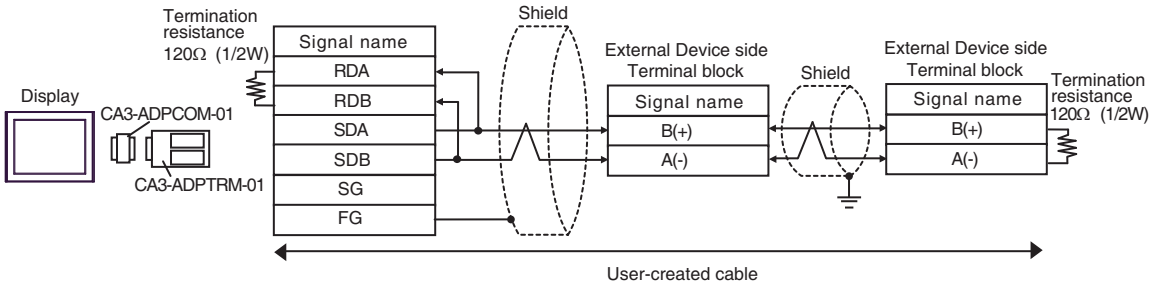 Display
CA3-ADPCOM-01
CA3-ADPTRM-01
Termination
resistance
120Ω (1/2W)
Signal name
RDA
RDB
SDA
SDB
SG
FG
Shield
External Device side
Terminal block
Signal name
B(+)
A(-)
Shield
External Device side
Terminal block
Signal name
B(+)
A(-)
Termination
resistance
120Ω (1/2W)
User-created cable